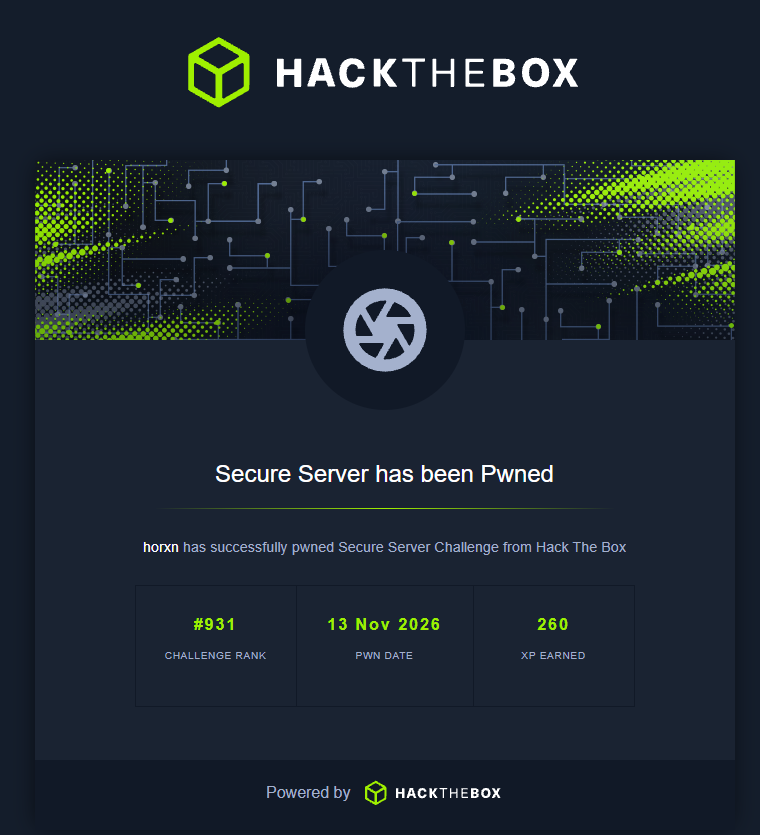 HACKTHEBOX
Secure Server has been Pwned
horxn has successfully pwned Secure Server Challenge from Hack The Box
#931 13 Nov 2026 260
CHALLENGE RANK PWN DATE XP EARNED
Powered by HACKTHEBOX